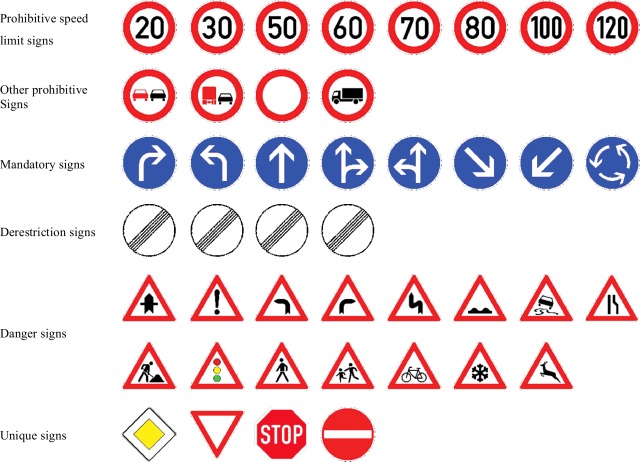 Prohibitive speed
limit signs
20 30 50 60 70 80 100 120
Other prohibitive
Signs
Mandatory signs
Derestriction signs
Danger signs
Unique signs
STOP